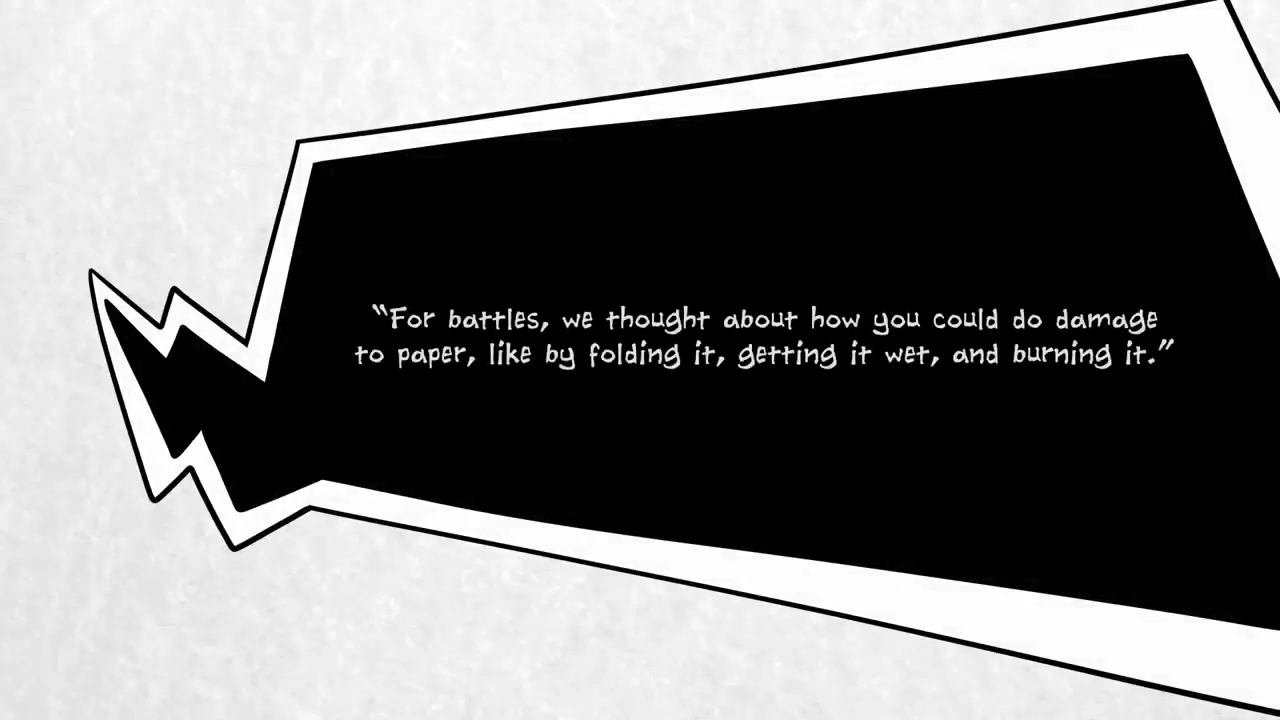 “For battles, we thought about how you could do damage
to paper, like by folding it, getting it wet, and burning it.”